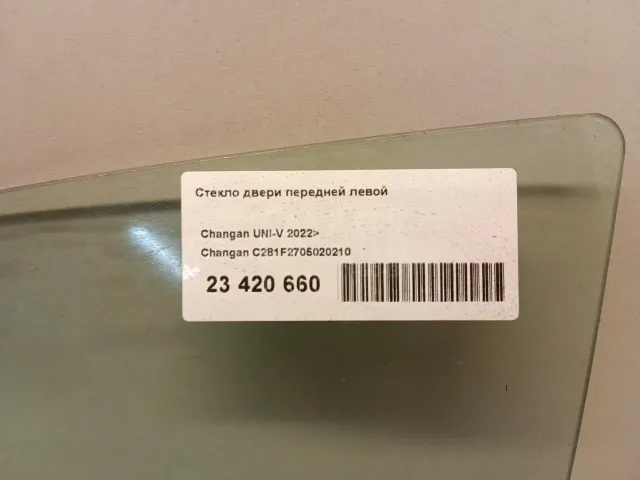 Стекло двери передней левой
Changan UNI-V 2022>
Changan C281F2705020210
23 420 660